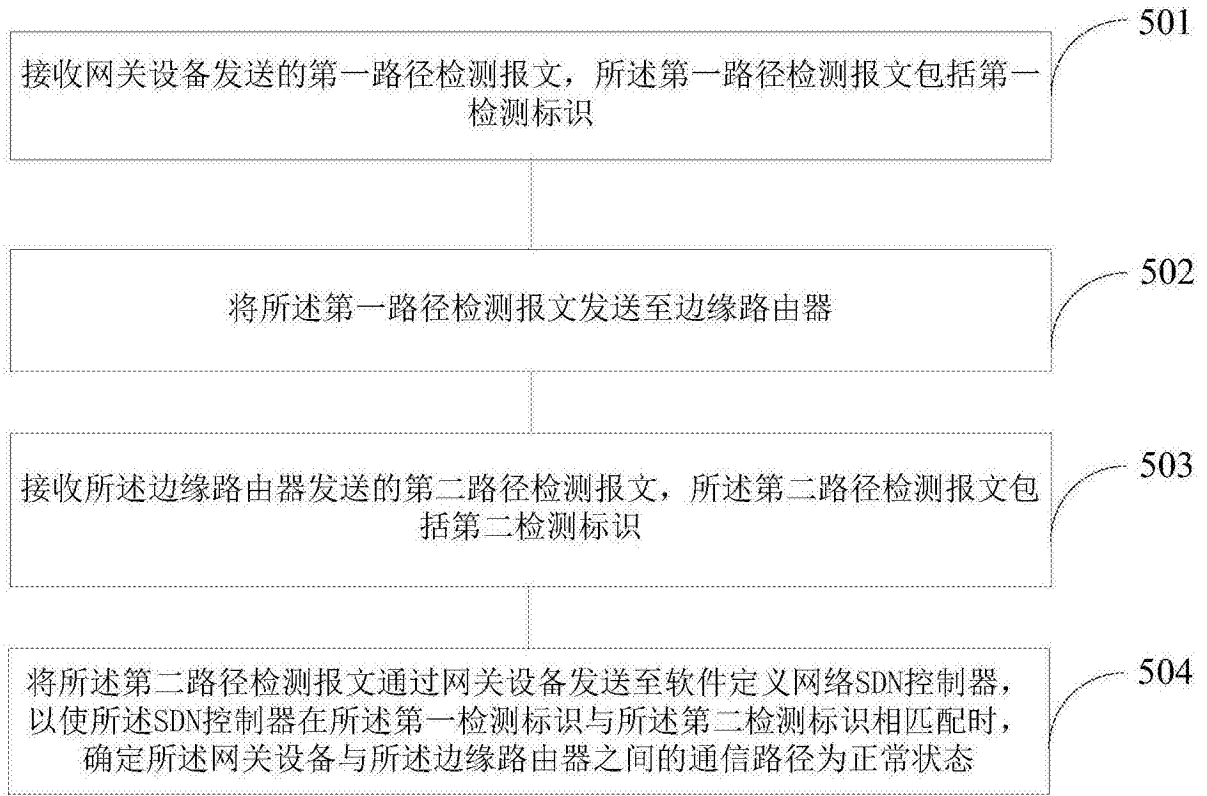 501
接收网关设备发送的第一路径检测报文，所述第一路径检测报文包括第一
检测标识
502
将所述第一路径检测报文发送至边缘路由器
503
接收所述边缘路由器发送的第二路径检测报文，所述第二路径检测报文包
括第二检测标识
504
将所述第二路径检测报文通过网关设备发送至软件定义网络SDN控制器，
以使所述SDN控制器在所述第一检测标识与所述第二检测标识相匹配时，
确定所述网关设备与所述边缘路由器之间的通信路径为正常状态